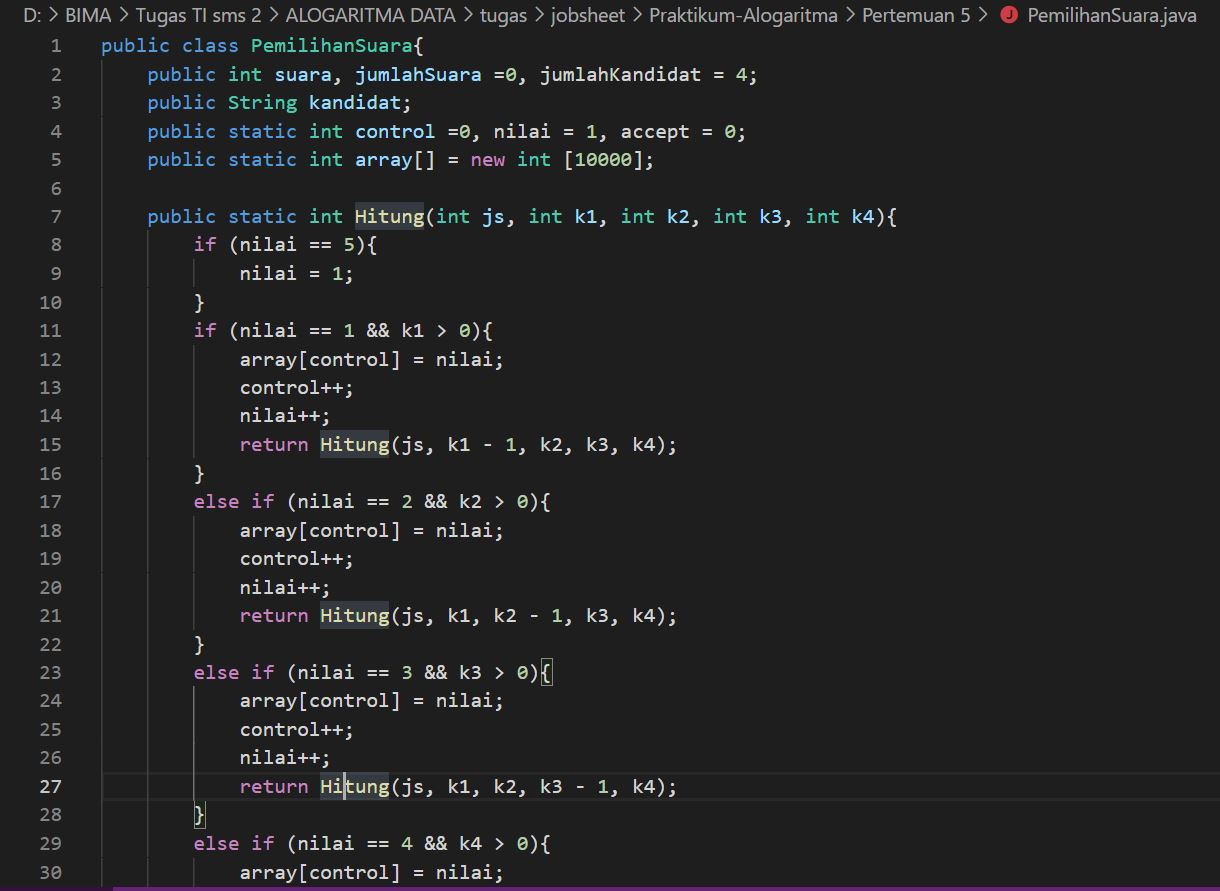 D: > BIMA > Tugas TI sms 2 > ALOGARITMA DATA > tugas > jobsheet > Praktikum-Alogaritma > Pertemuan 5 > J PemilihanSuara.java
1 public class PemilihanSuara{
2     public int suara, jumlahSuara =0, jumlahKandidat = 4;
3     public String kandidat;
4     public static int control =0, nilai = 1, accept = 0;
5     public static int array[] = new int [10000];
6
7     public static int Hitung(int js, int k1, int k2, int k3, int k4){
8         if (nilai == 5){
9             nilai = 1;
10         }
11         if (nilai == 1 && k1 > 0){
12             array[control] = nilai;
13             control++;
14             nilai++;
15             return Hitung(js, k1 - 1, k2, k3, k4);
16         }
17         else if (nilai == 2 && k2 > 0){
18             array[control] = nilai;
19             control++;
20             nilai++;
21             return Hitung(js, k1, k2 - 1, k3, k4);
22         }
23         else if (nilai == 3 && k3 > 0){
24             array[control] = nilai;
25             control++;
26             nilai++;
27             return Hitung(js, k1, k2, k3 - 1, k4);
28         }
29         else if (nilai == 4 && k4 > 0){
30             array[control] = nilai;